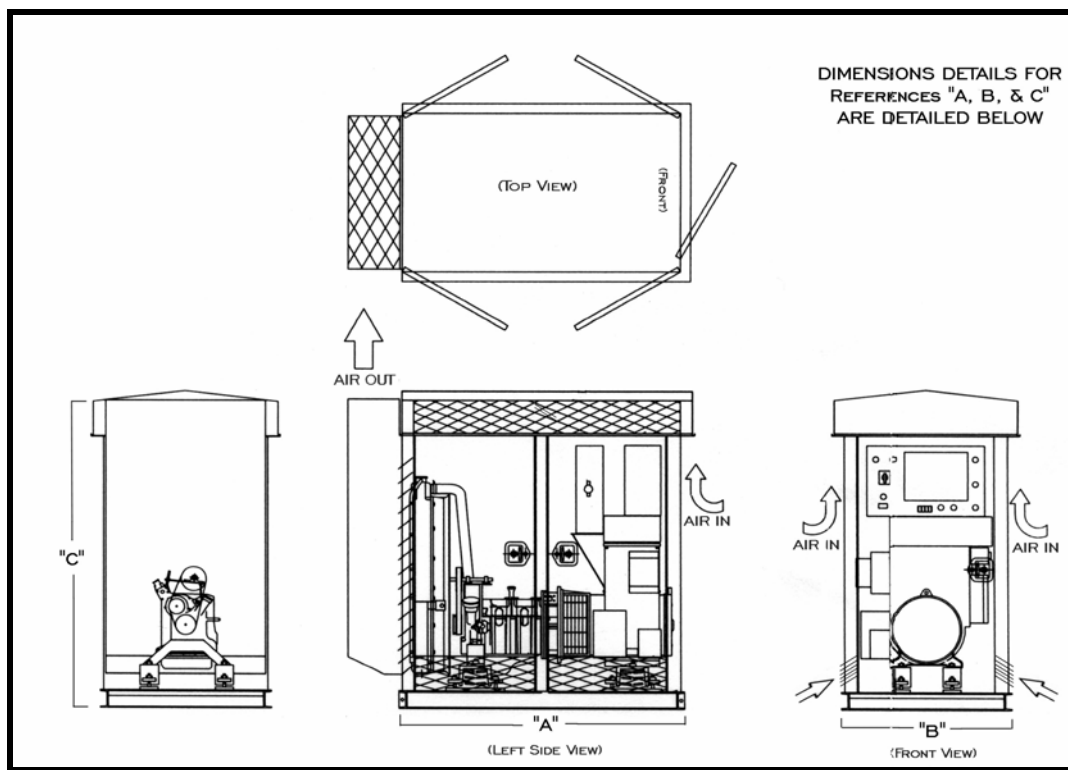 DIMENSIONS DETAILS FOR
REFERENCES "A, B, & C"
ARE DETAILED BELOW
(TOP VIEW)
(FRONT)
AIR OUT
AIR IN
AIR IN
AIR IN
"C"
"A"
"B"
(LEFT SIDE VIEW)
(FRONT VIEW)